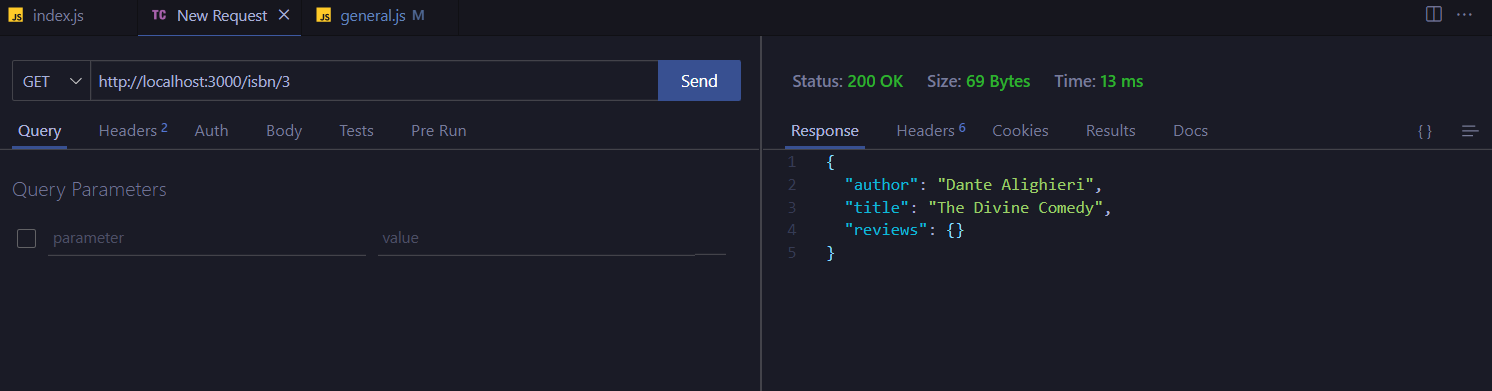 JS index.js TC New Request × JS general.js M ···
GET http://localhost:3000/isbn/3 Send
Query Headers 2 Auth Body Tests Pre Run
Query Parameters
parameter value
Status: 200 OK Size: 69 Bytes Time: 13 ms
Response Headers 6 Cookies Results Docs { }
1 {
2 "author": "Dante Alighieri",
3 "title": "The Divine Comedy",
4 "reviews": {}
5 }